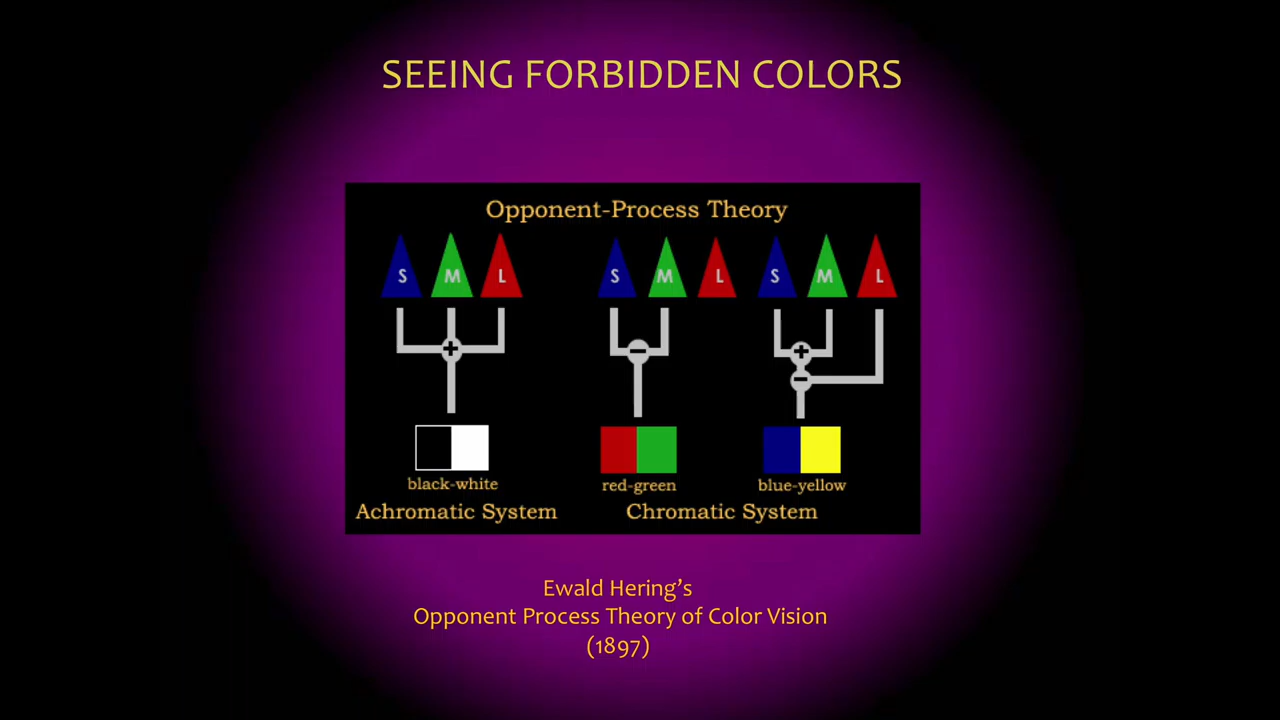 SEEING FORBIDDEN COLORS
Opponent-Process Theory
S M L S M L S M L
+ − + −
black-white red-green blue-yellow
Achromatic System Chromatic System
Ewald Hering’s
Opponent Process Theory of Color Vision
(1897)